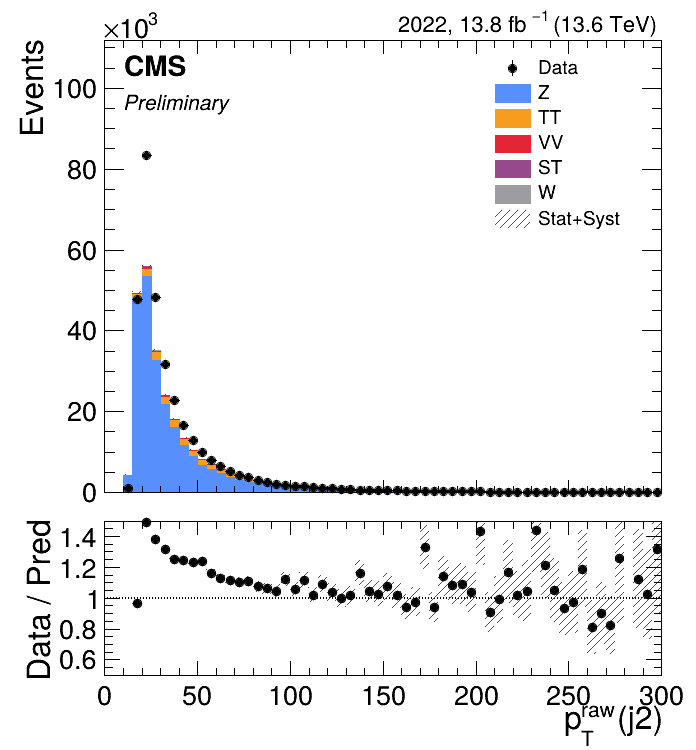 ×10³
2022, 13.8 fb⁻¹ (13.6 TeV)
Events
CMS
Preliminary
Data
Z
TT
VV
ST
W
Stat+Syst
100
80
60
40
20
0
Data / Pred
1.4
1.2
1
0.8
0.6
0 50 100 150 200 250 300
p_T^raw(j2)